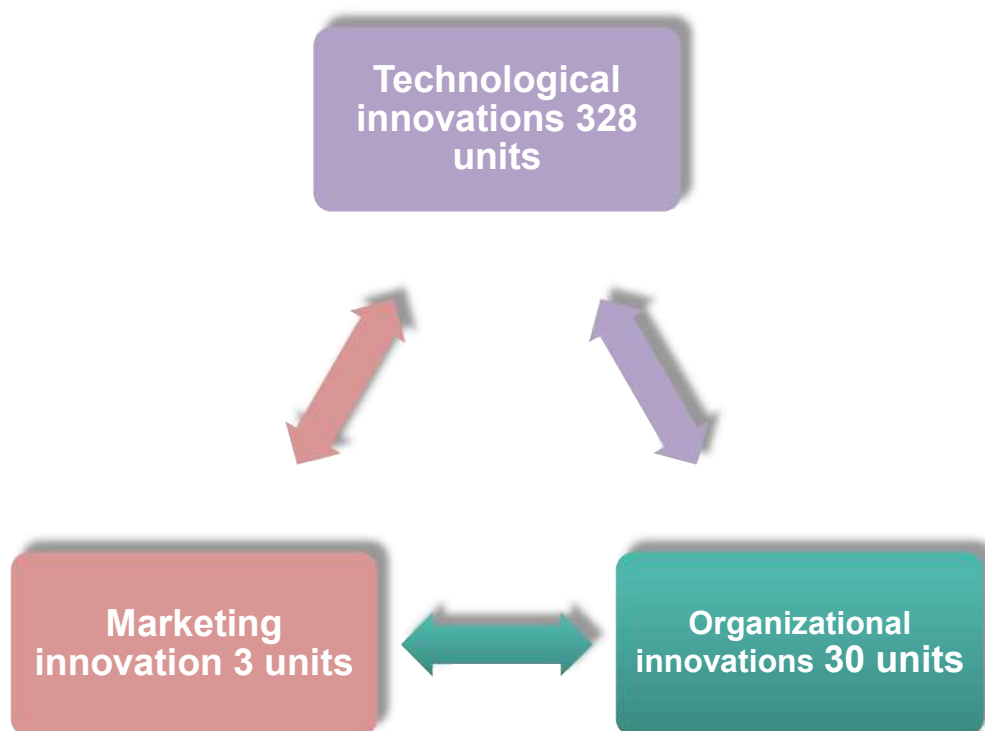 Technological
innovations 328
units
Marketing
innovation 3 units
Organizational
innovations 30 units